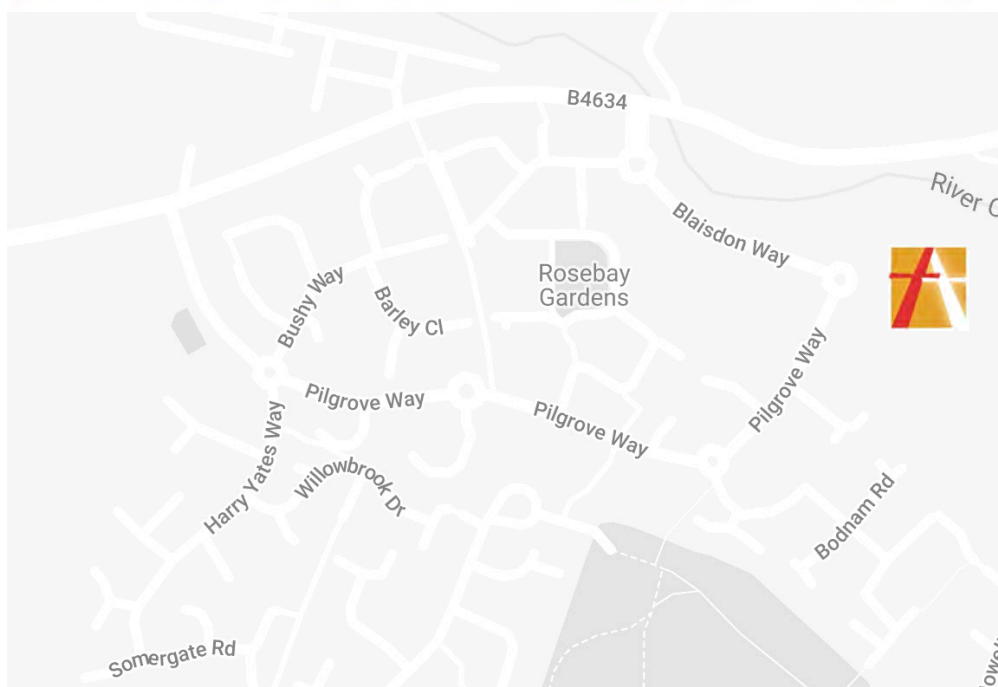 B4634
River C
Blaisdon Way
Rosebay
Gardens
Bushy Way
Barley Cl
Pilgrove Way
Pilgrove Way
Pilgrove Way
Harry Yates Way
Willowbrook Dr
Bodnam Rd
Somergate Rd